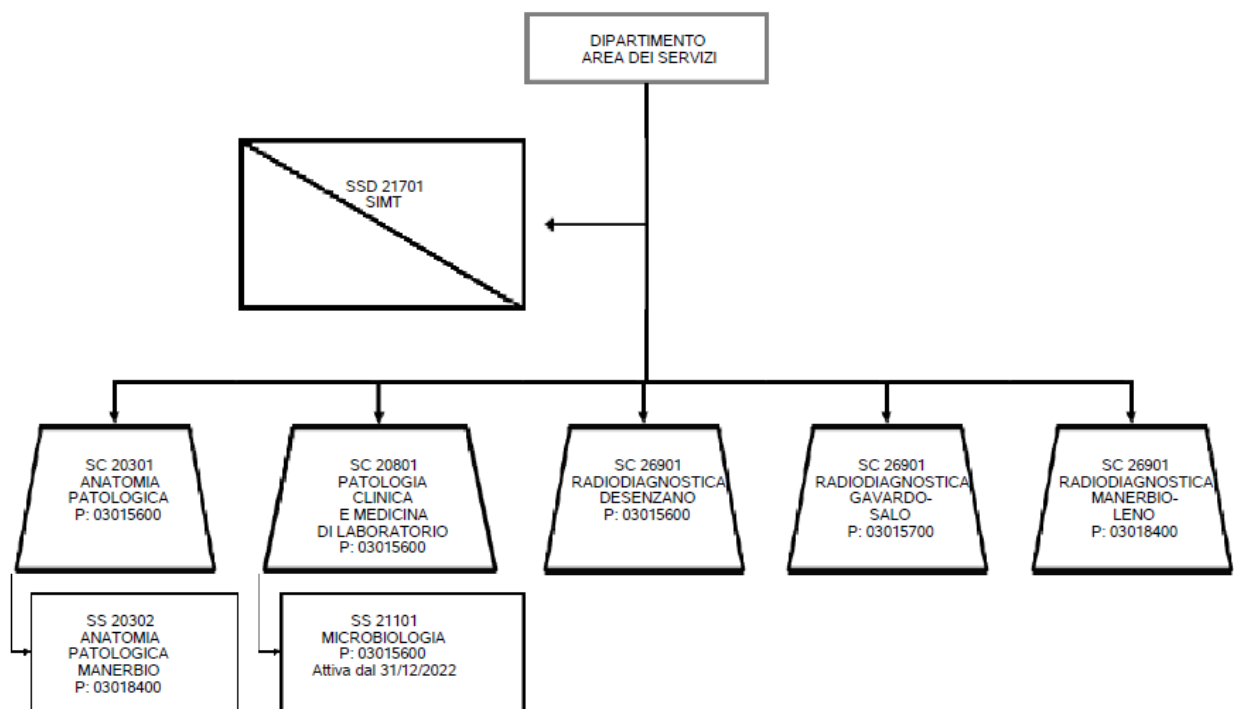 DIPARTIMENTO
AREA DEI SERVIZI
SSD 21701
SIMT
SC 20301
ANATOMIA
PATOLOGICA
P: 03015600
SC 20801
PATOLOGIA
CLINICA
E MEDICINA
DI LABORATORIO
P: 03015600
SC 26901
RADIODIAGNOSTICA
DESENZANO
P: 03015600
SC 26901
RADIODIAGNOSTICA
GAVARDO-
SALO
P: 03015700
SC 26901
RADIODIAGNOSTICA
MANERBIO-
LENO
P: 03018400
SS 20302
ANATOMIA
PATOLOGICA
MANERBIO
P: 03018400
SS 21101
MICROBIOLOGIA
P: 03015600
Attiva dal 31/12/2022